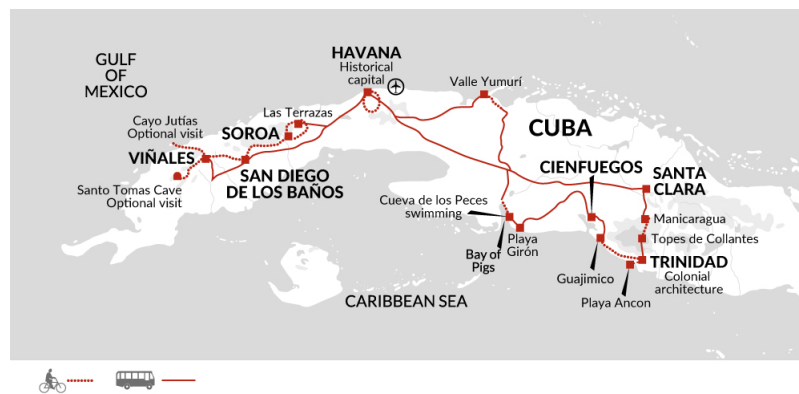 GULF
OF
MEXICO
HAVANA
Historical
capital
Valle Yumurí
Cayo Jutías
Optional visit
Las Terrazas
SOROA
VIÑALES
SAN DIEGO
DE LOS BAÑOS
Santo Tomas Cave
Optional visit
CUBA
CIENFUEGOS
SANTA
CLARA
Cueva de los Peces
swimming
Manicaragua
Bay of
Pigs
Playa
Girón
Topes de Collantes
TRINIDAD
Colonial
architecture
Guajimico
Playa Ancon
CARIBBEAN SEA